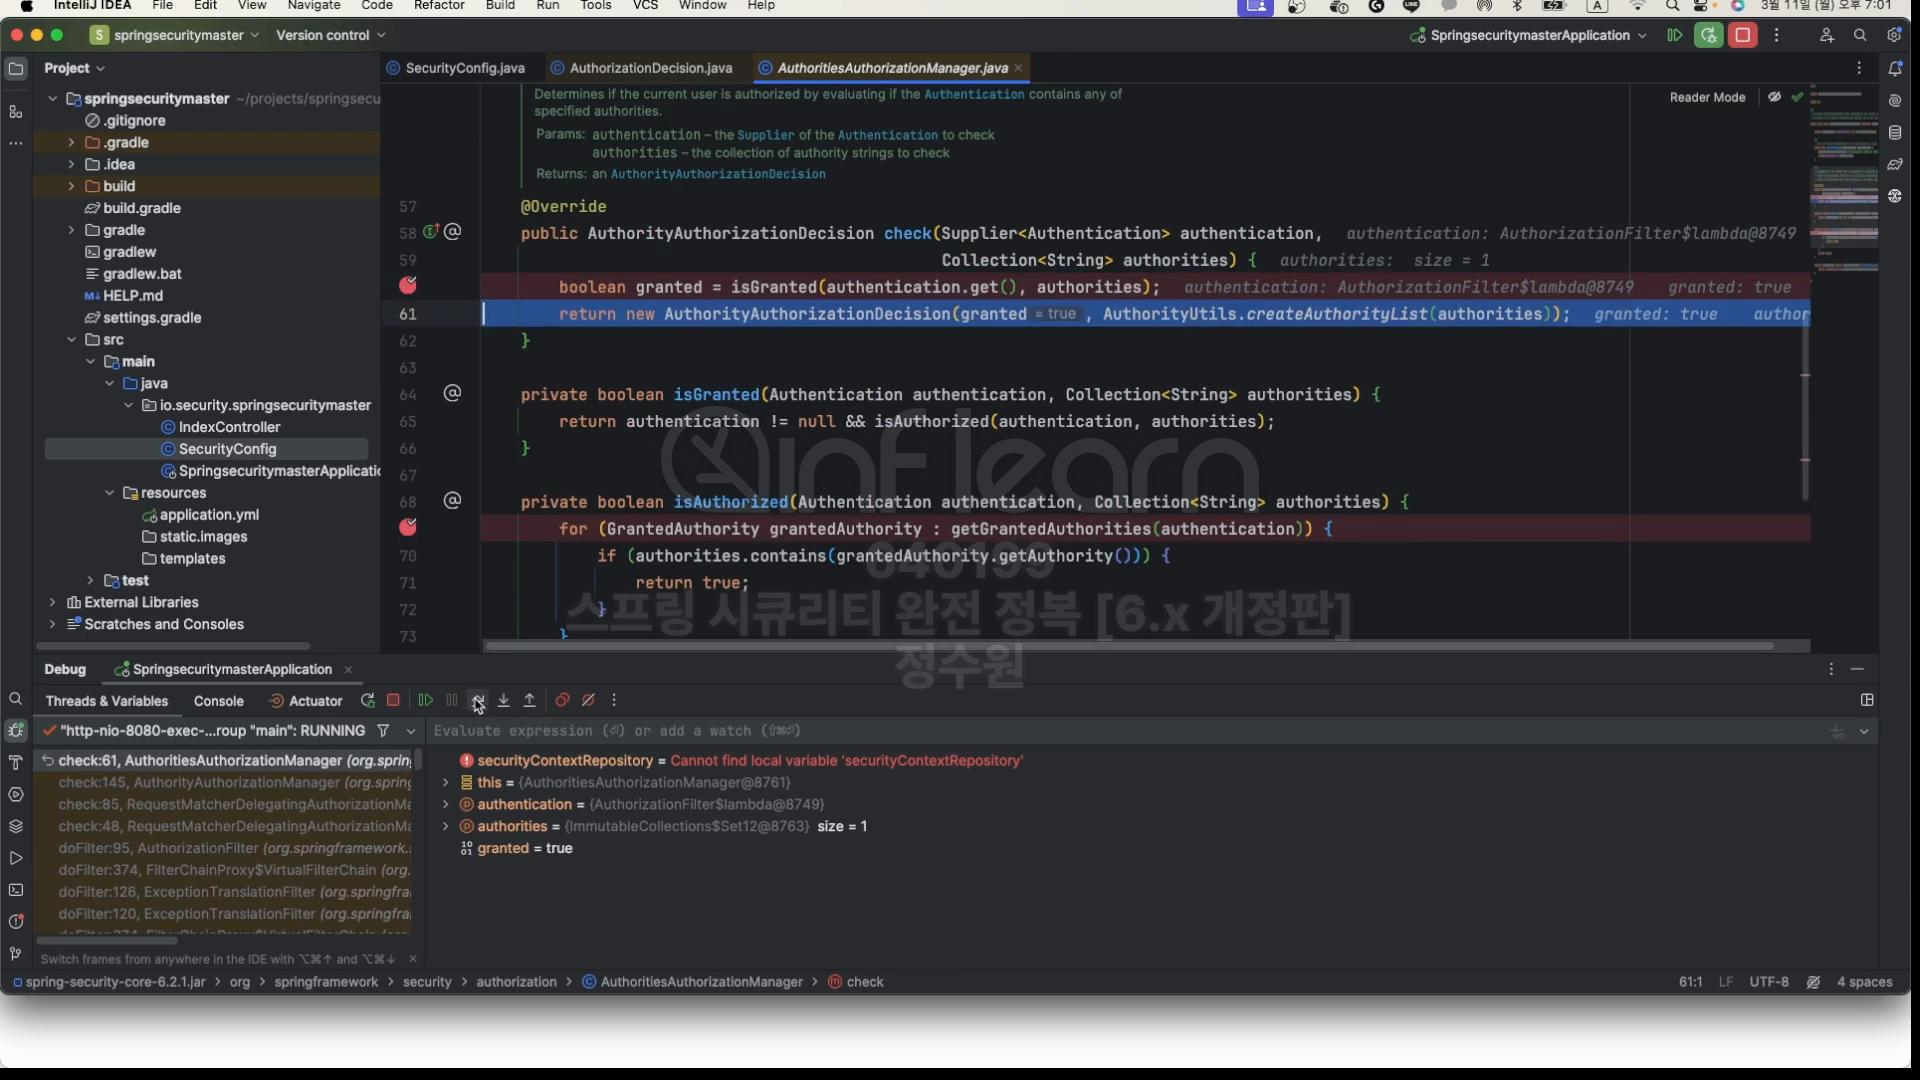 IntelliJ IDEA File Edit View Navigate Code Refactor Build Run Tools VCS Window Help A 3월 11일 (월) 오후 7:01
S springsecuritymaster Version control SpringsecuritymasterApplication
Project SecurityConfig.java AuthorizationDecision.java AuthoritiesAuthorizationManager.java
springsecuritymaster ~/projects/springsecu
.gitignore
.gradle
.idea
build
build.gradle
gradle
gradlew
gradlew.bat
HELP.md
settings.gradle
src
main
java
io.security.springsecuritymaster
IndexController
SecurityConfig
SpringsecuritymasterApplicatio
resources
application.yml
static.images
templates
test
External Libraries
Scratches and Consoles
Reader Mode
Determines if the current user is authorized by evaluating if the Authentication contains any of
specified authorities.
Params: authentication – the Supplier of the Authentication to check
authorities – the collection of authority strings to check
Returns: an AuthorityAuthorizationDecision
57 @Override
58 public AuthorityAuthorizationDecision check(Supplier<Authentication> authentication, authentication: AuthorizationFilter$lambda@8749
59 Collection<String> authorities) { authorities: size = 1
boolean granted = isGranted(authentication.get(), authorities); authentication: AuthorizationFilter$lambda@8749 granted: true
61 return new AuthorityAuthorizationDecision(granted = true , AuthorityUtils.createAuthorityList(authorities)); granted: true author
62 }
63
64 private boolean isGranted(Authentication authentication, Collection<String> authorities) {
65 return authentication != null && isAuthorized(authentication, authorities);
66 }
67
68 private boolean isAuthorized(Authentication authentication, Collection<String> authorities) {
for (GrantedAuthority grantedAuthority : getGrantedAuthorities(authentication)) {
70 if (authorities.contains(grantedAuthority.getAuthority())) {
71 return true;
72 }
73 }
inflearn
스프링 시큐리티 완전 정복 [6.x 개정판]
정수원
Debug SpringsecuritymasterApplication
Threads & Variables Console Actuator
"http-nio-8080-exec-...roup "main": RUNNING
check:61, AuthoritiesAuthorizationManager (org.spring
check:145, AuthorityAuthorizationManager (org.spring
check:85, RequestMatcherDelegatingAuthorizationMa
check:48, RequestMatcherDelegatingAuthorizationMa
doFilter:95, AuthorizationFilter (org.springframework.
doFilter:374, FilterChainProxy$VirtualFilterChain (org.
doFilter:126, ExceptionTranslationFilter (org.springfra
doFilter:120, ExceptionTranslationFilter (org.springfra
doFilter:374, FilterChainProxy$VirtualFilterChain (org.
Switch frames from anywhere in the IDE with ⌥⌘↑ and ⌥⌘↓
Evaluate expression (⏎) or add a watch (⇧⌘⏎)
securityContextRepository = Cannot find local variable 'securityContextRepository'
this = {AuthoritiesAuthorizationManager@8761}
authentication = {AuthorizationFilter$lambda@8749}
authorities = {ImmutableCollections$Set12@8763} size = 1
granted = true
spring-security-core-6.2.1.jar > org > springframework > security > authorization > AuthoritiesAuthorizationManager > check 61:1 LF UTF-8 4 spaces